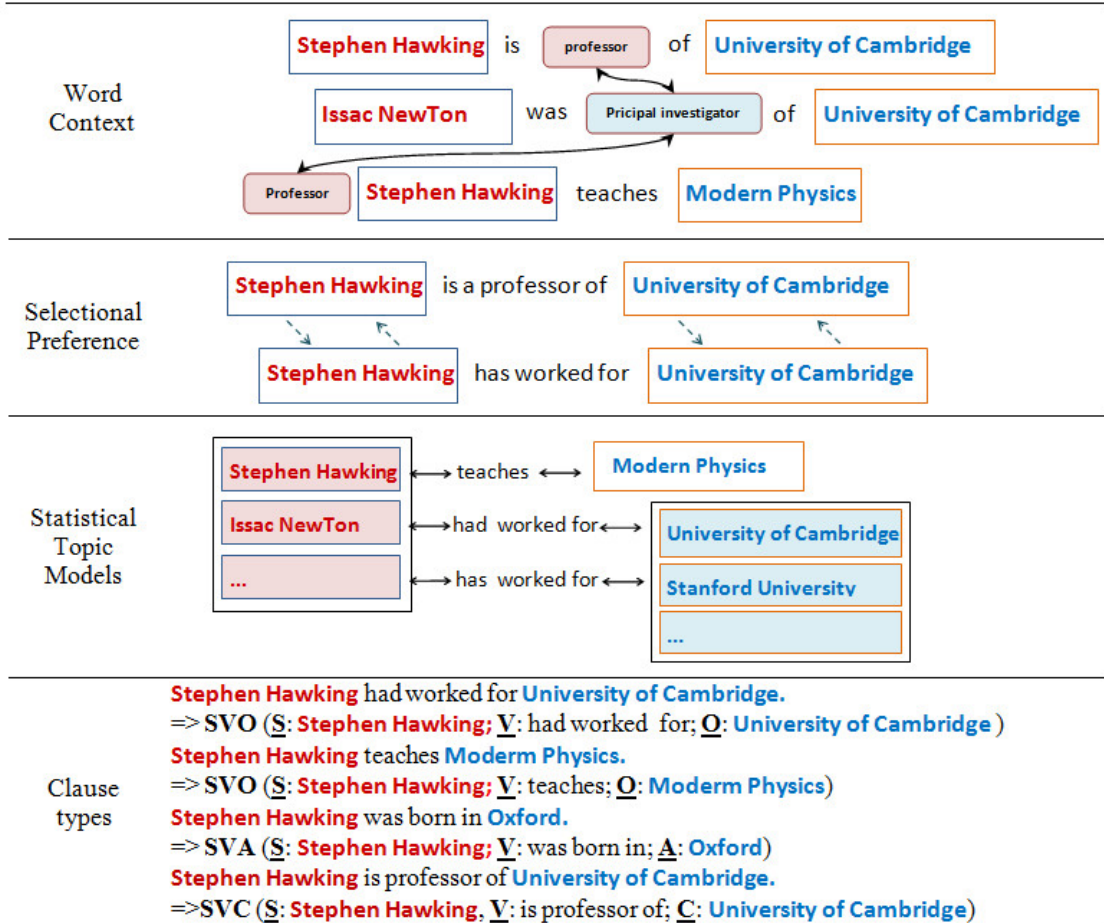 Word
Context
Stephen Hawking is professor of University of Cambridge
Issac NewTon was Pricipal investigator of University of Cambridge
Professor Stephen Hawking teaches Modern Physics
Selectional
Preference
Stephen Hawking is a professor of University of Cambridge
Stephen Hawking has worked for University of Cambridge
Statistical
Topic
Models
Stephen Hawking teaches Modern Physics
Issac NewTon had worked for University of Cambridge
... has worked for Stanford University
...
Clause
types
Stephen Hawking had worked for University of Cambridge.
=> SVO (S: Stephen Hawking; V: had worked for; O: University of Cambridge )
Stephen Hawking teaches Moderm Physics.
=> SVO (S: Stephen Hawking; V: teaches; O: Moderm Physics)
Stephen Hawking was born in Oxford.
=> SVA (S: Stephen Hawking; V: was born in; A: Oxford)
Stephen Hawking is professor of University of Cambridge.
=>SVC (S: Stephen Hawking, V: is professor of; C: University of Cambridge)